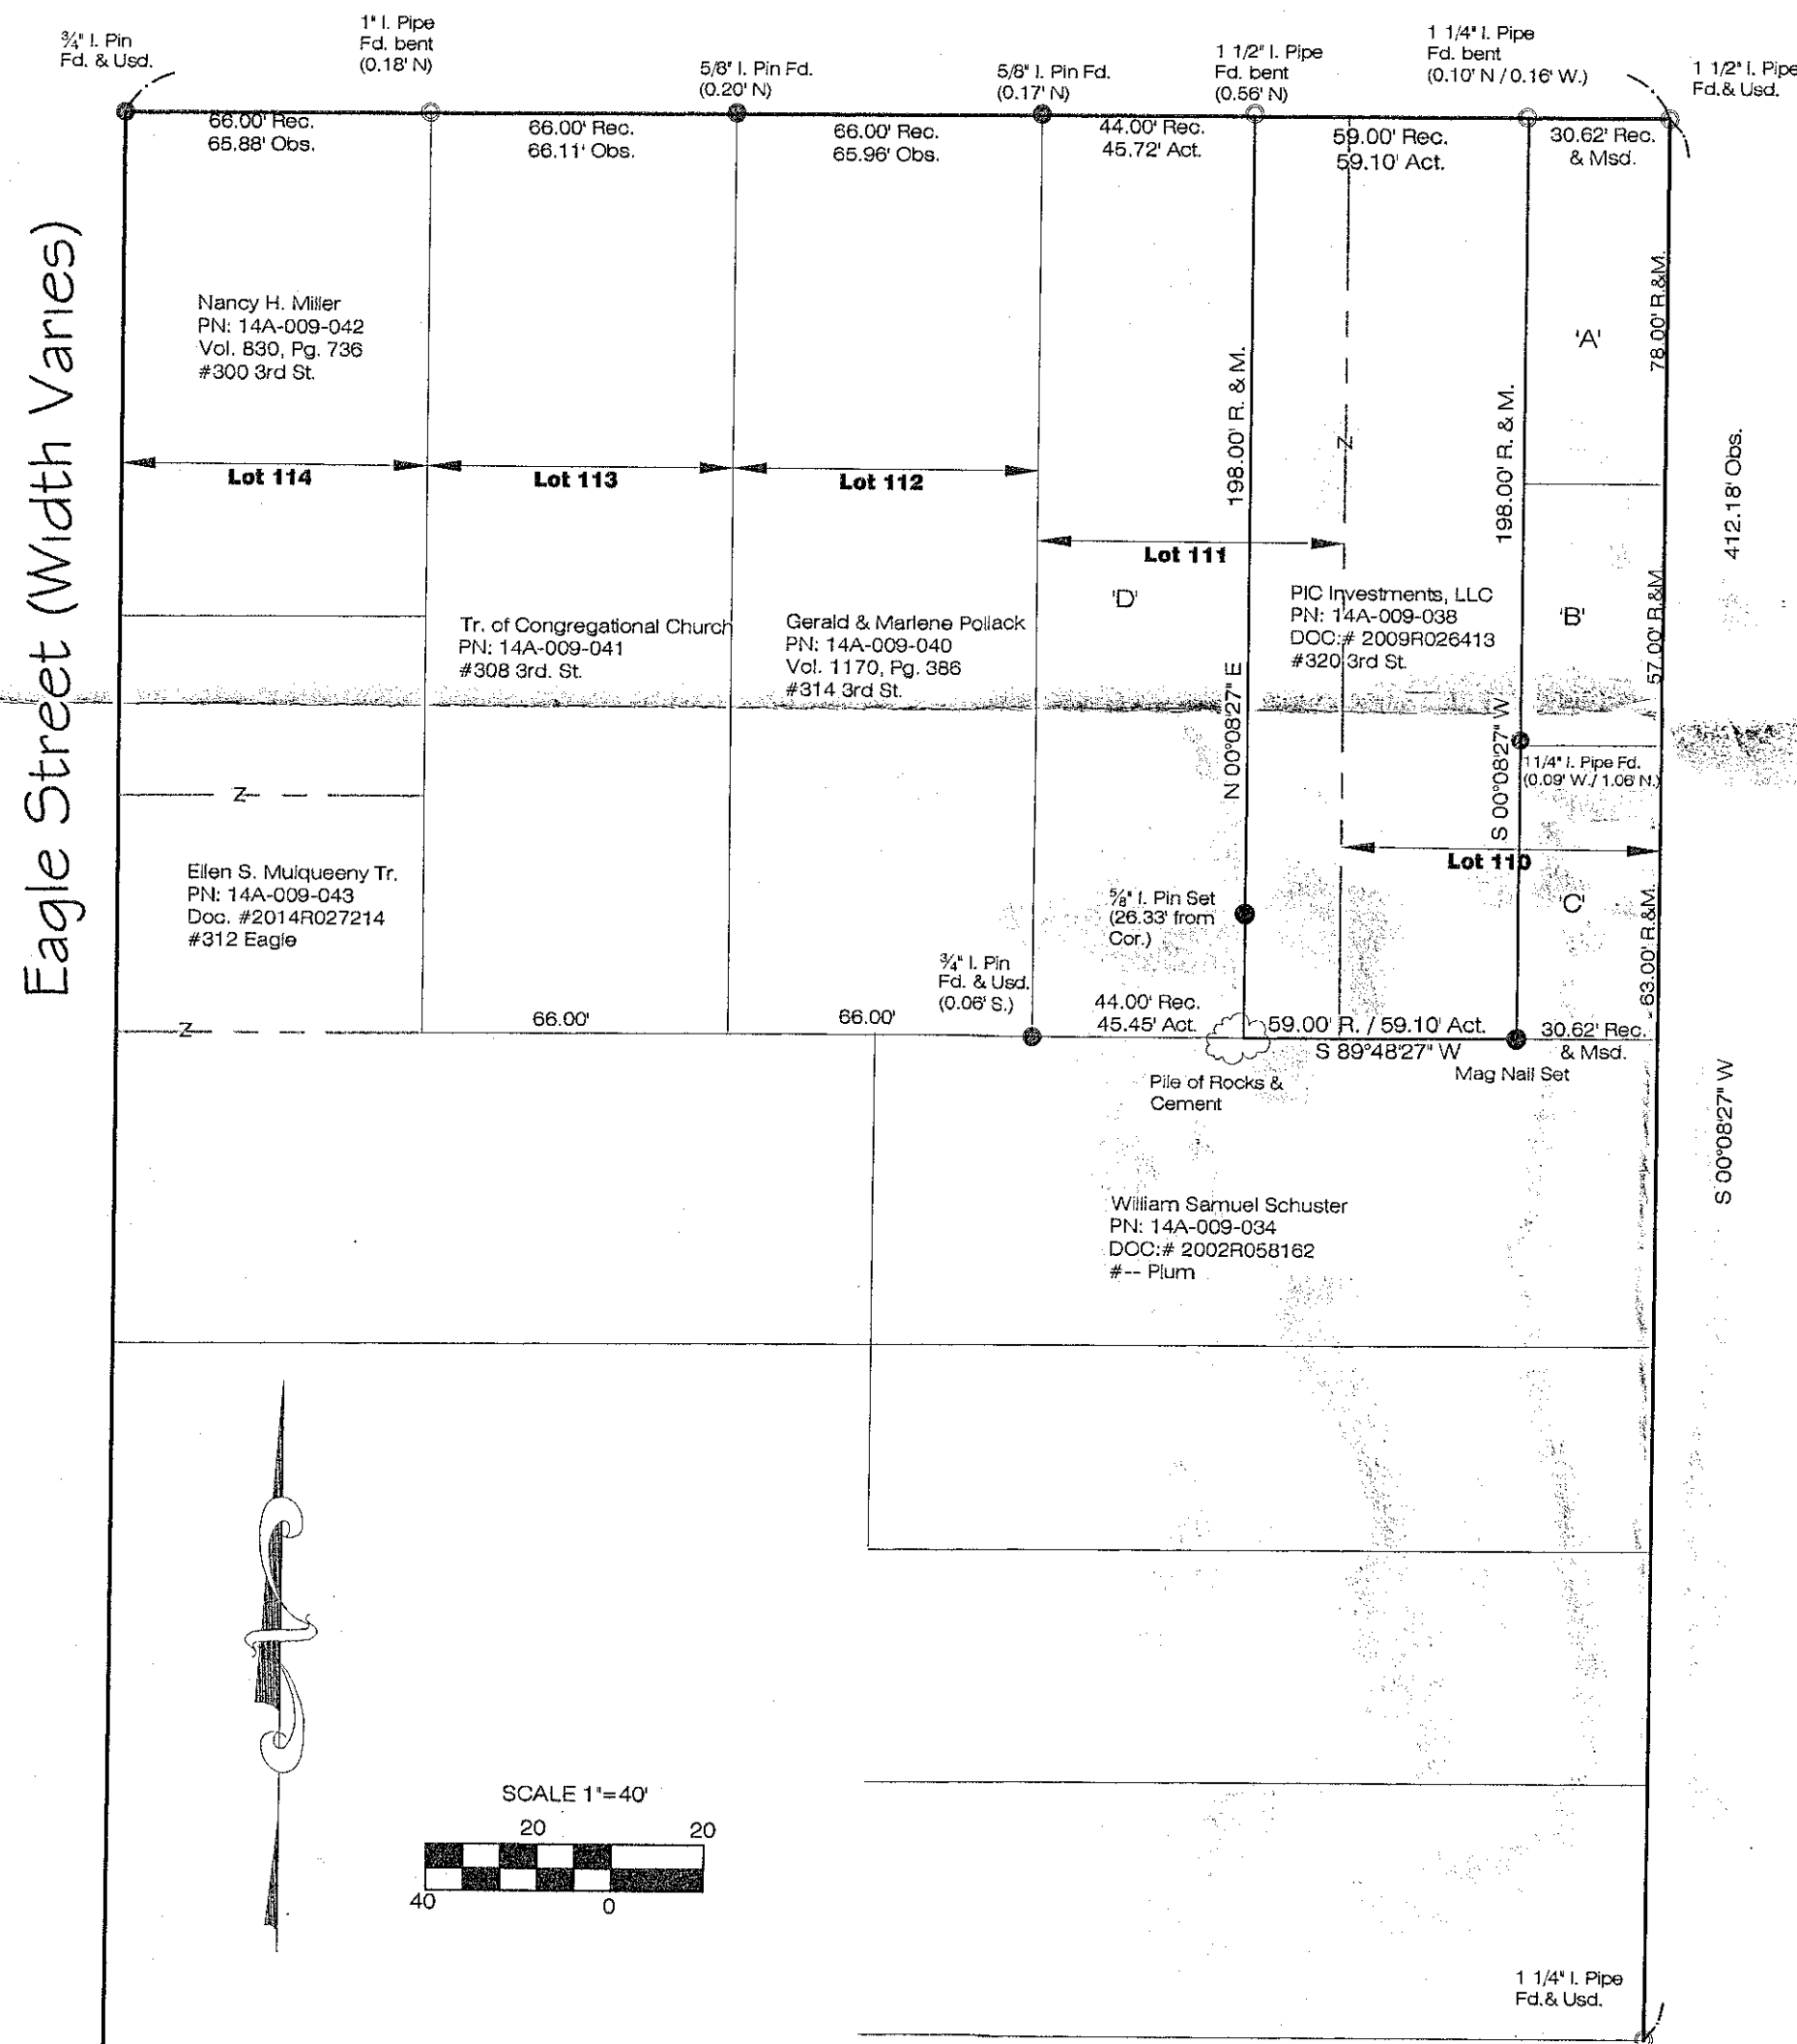 ¾" I. Pin
Fd. & Usd.
1" I. Pipe
Fd. bent
(0.18' N)
5/8" I. Pin Fd.
(0.20' N)
5/8" I. Pin Fd.
(0.17' N)
1 1/2" I. Pipe
Fd. bent
(0.56' N)
1 1/4" I. Pipe
Fd. bent
(0.10' N / 0.16' W.)
1 1/2" I. Pipe
Fd.& Usd.
66.00' Rec.
65.88' Obs.
66.00' Rec.
66.11' Obs.
66.00' Rec.
65.96' Obs.
44.00' Rec.
45.72' Act.
59.00' Rec.
59.10' Act.
30.62' Rec.
& Msd.
Eagle Street (Width Varies)
Nancy H. Miller
PN: 14A-009-042
Vol. 830, Pg. 736
#300 3rd St.
198.00' R. & M.
198.00' R. & M.
'A'
78.00' R.&M.
Z
Lot 114
Lot 113
Lot 112
Lot 111
412.18' Obs.
'D'
PIC Investments, LLC
PN: 14A-009-038
DOC:# 2009R026413
#320 3rd St.
'B'
57.00' R.&M.
Tr. of Congregational Church
PN: 14A-009-041
#308 3rd. St.
Gerald & Marlene Pollack
PN: 14A-009-040
Vol. 1170, Pg. 386
#314 3rd St.
N 00°08'27" E
S 00°08'27" W
1 1/4" I. Pipe Fd.
(0.09' W./ 1.06' N.)
Z
Lot 110
Ellen S. Mulqueeny Tr.
PN: 14A-009-043
Doc. #2014R027214
#312 Eagle
⅝" I. Pin Set
(26.33' from
Cor.)
'C'
63.00' R.&M.
¾" I. Pin
Fd. & Usd.
(0.06' S.)
Z
66.00'
66.00'
44.00' Rec.
45.45' Act.
59.00' R. / 59.10' Act.
S 89°48'27" W
30.62' Rec.
& Msd.
Mag Nail Set
Pile of Rocks &
Cement
S 00°08'27" W
William Samuel Schuster
PN: 14A-009-034
DOC:# 2002R058162
#-- Plum
SCALE 1"=40'
20
20
40
0
1 1/4" I. Pipe
Fd.& Usd.